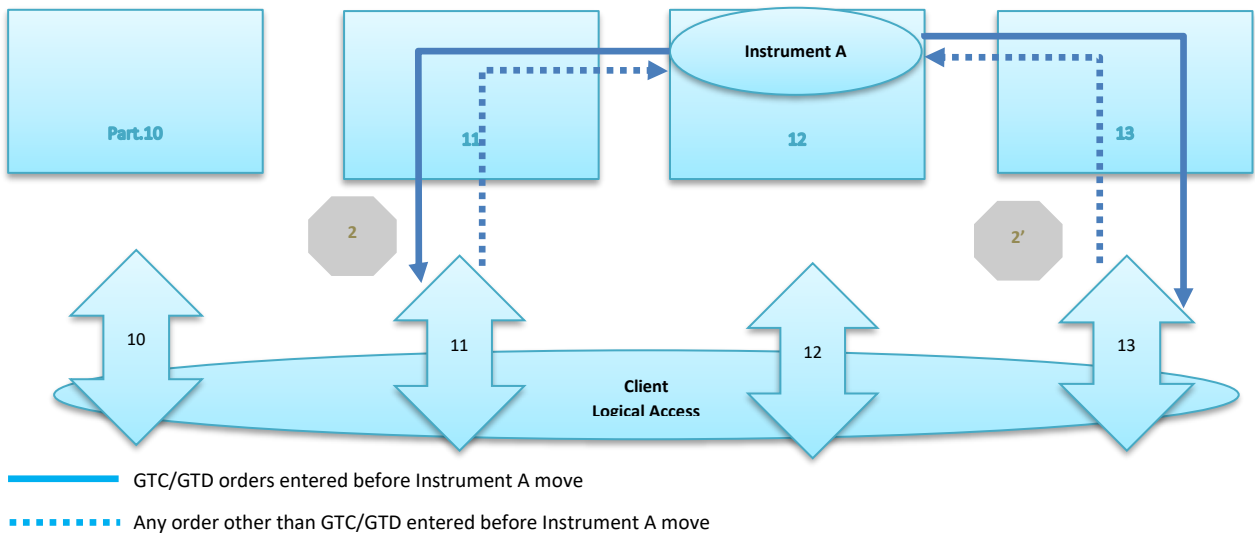 Instrument A
Part.10
11
12
13
2
2’
10
11
12
13
Client
Logical Access
GTC/GTD orders entered before Instrument A move
Any order other than GTC/GTD entered before Instrument A move